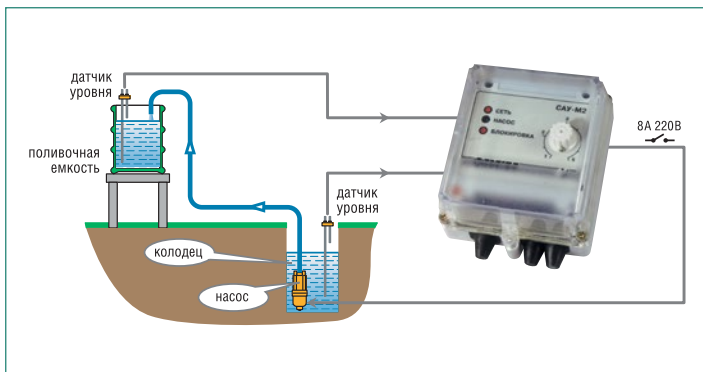 датчик
уровня
поливочная
емкость
колодец
насос
датчик
уровня
САУ-М2
СЕТЬ
НАСОС
БЛОКИРОВКА
8А 220В